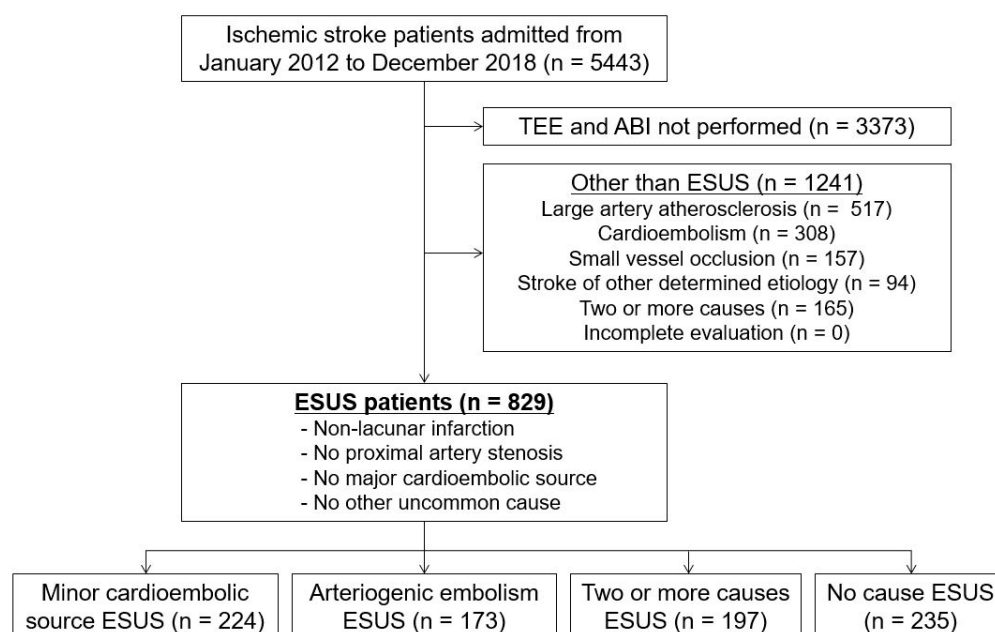 Ischemic stroke patients admitted from
January 2012 to December 2018 (n = 5443)
TEE and ABI not performed (n = 3373)
Other than ESUS (n = 1241)
Large artery atherosclerosis (n =  517)
Cardioembolism (n = 308)
Small vessel occlusion (n = 157)
Stroke of other determined etiology (n = 94)
Two or more causes (n = 165)
Incomplete evaluation (n = 0)
ESUS patients (n = 829)
- Non-lacunar infarction
- No proximal artery stenosis
- No major cardioembolic source
- No other uncommon cause
Minor cardioembolic
source ESUS (n = 224)
Arteriogenic embolism
ESUS (n = 173)
Two or more causes
ESUS (n = 197)
No cause ESUS
(n = 235)